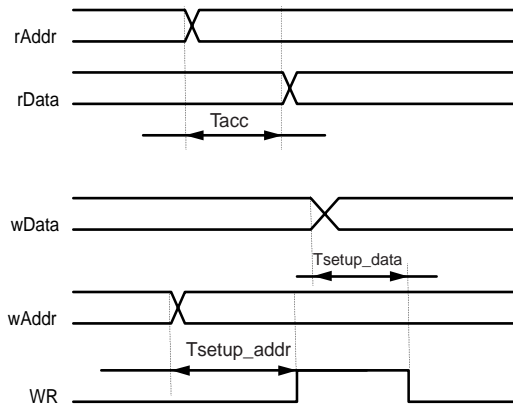 rAddr
rData
Tacc
wData
Tsetup_data
wAddr
Tsetup_addr
WR